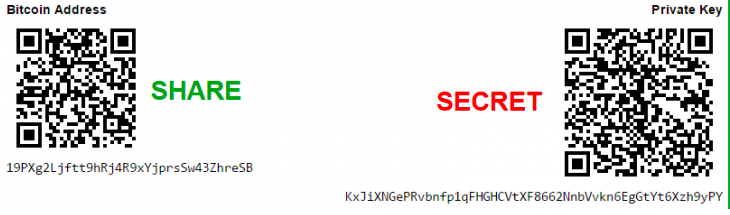 Bitcoin Address
Private Key
SHARE
SECRET
19PXg2Ljftt9hRj4R9xYjprsSw43ZhreSB
KxJiXNGePRvbnfp1qFHGHCVtXF8662NnbVvkn6EgGtYt6Xzh9yPY